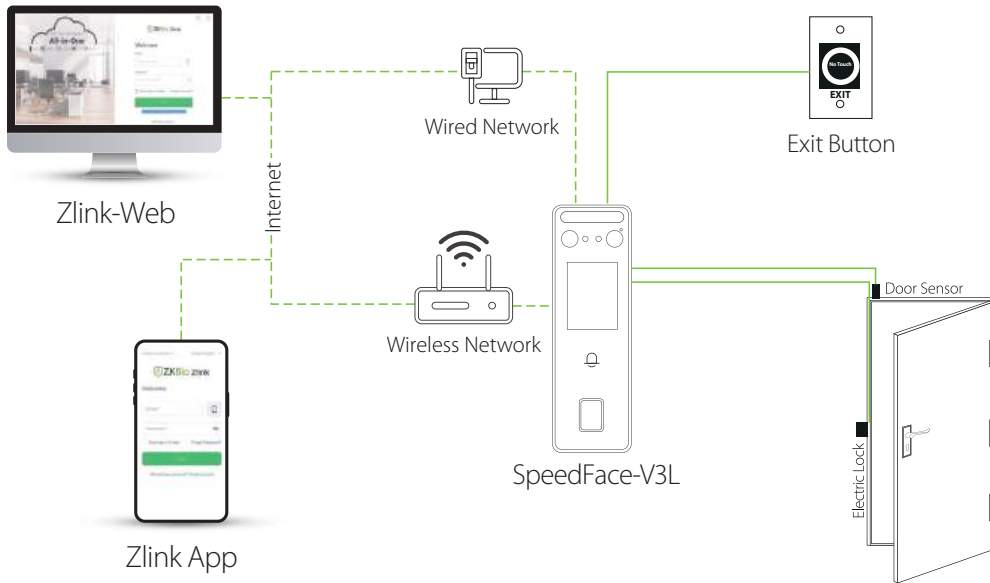 All-in-One
Welcome
Wired Network
No Touch
EXIT
Exit Button
Zlink-Web
Internet
Wireless Network
Door Sensor
ZKBio Zlink
SpeedFace-V3L
Electric Lock
Zlink App